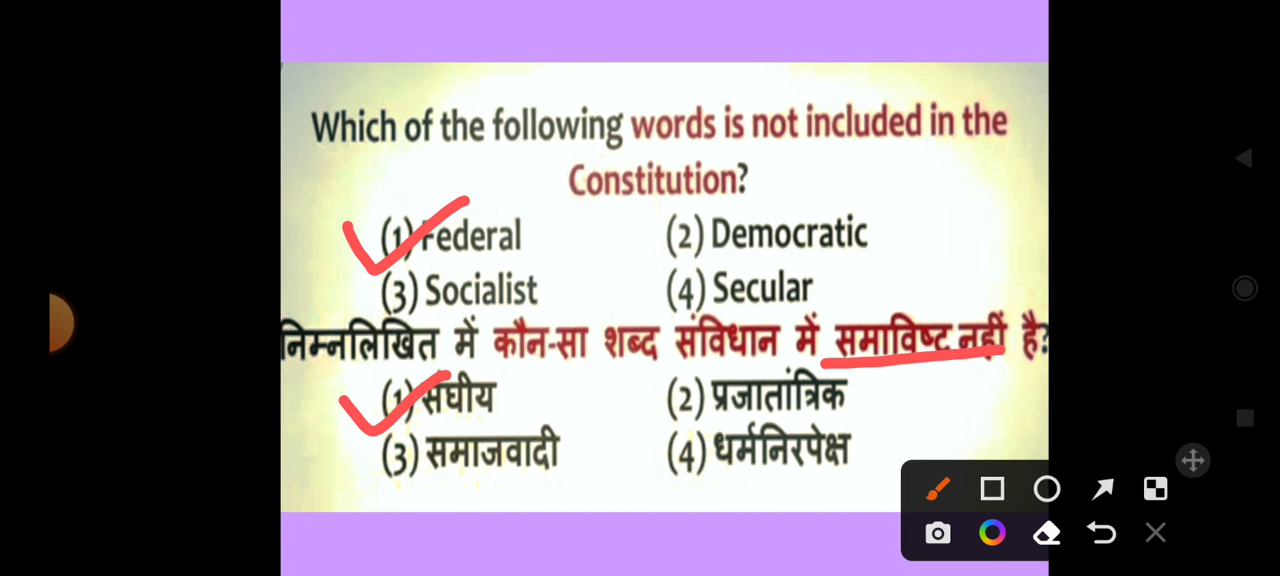 Which of the following words is not included in the
Constitution?
(1) Federal (2) Democratic
(3) Socialist (4) Secular
निम्नलिखित में कौन-सा शब्द संविधान में समाविष्ट नहीं है?
(1) संघीय (2) प्रजातांत्रिक
(3) समाजवादी (4) धर्मनिरपेक्ष